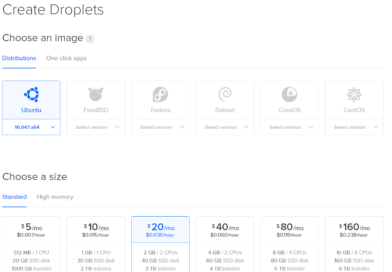 Create Droplets
Choose an image ?
Distributions One-click apps
Ubuntu FreeBSD Fedora Debian CoreOS CentOS
16.04.1 x64 Select version Select version Select version Select version Select version
Choose a size
Standard High memory
$5/mo $10/mo $20/mo $40/mo $80/mo $160/mo
$0.007/hour $0.015/hour $0.030/hour $0.060/hour $0.119/hour $0.238/hour
512 MB / 1 CPU 1 GB / 1 CPU 2 GB / 2 CPUs 4 GB / 2 CPUs 8 GB / 4 CPUs 16 GB / 8 CPUs
20 GB SSD disk 30 GB SSD disk 40 GB SSD disk 60 GB SSD disk 80 GB SSD disk 160 GB SSD disk
1000 GB transfer 2 TB transfer 3 TB transfer 4 TB transfer 5 TB transfer 6 TB transfer